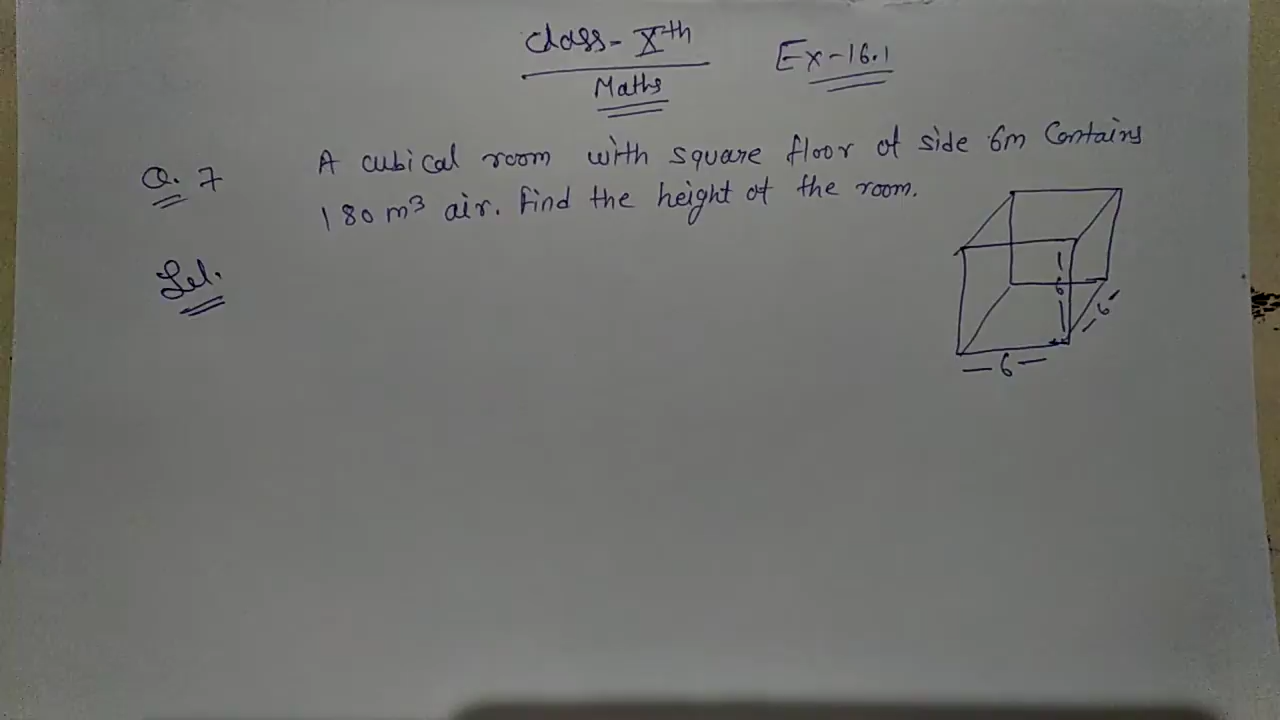 Class - Xth
Maths
Ex-16.1
Q. 7 A cubical room with square floor of side 6m Contains
180 m³ air. Find the height of the room.
Sol.
6
6
6